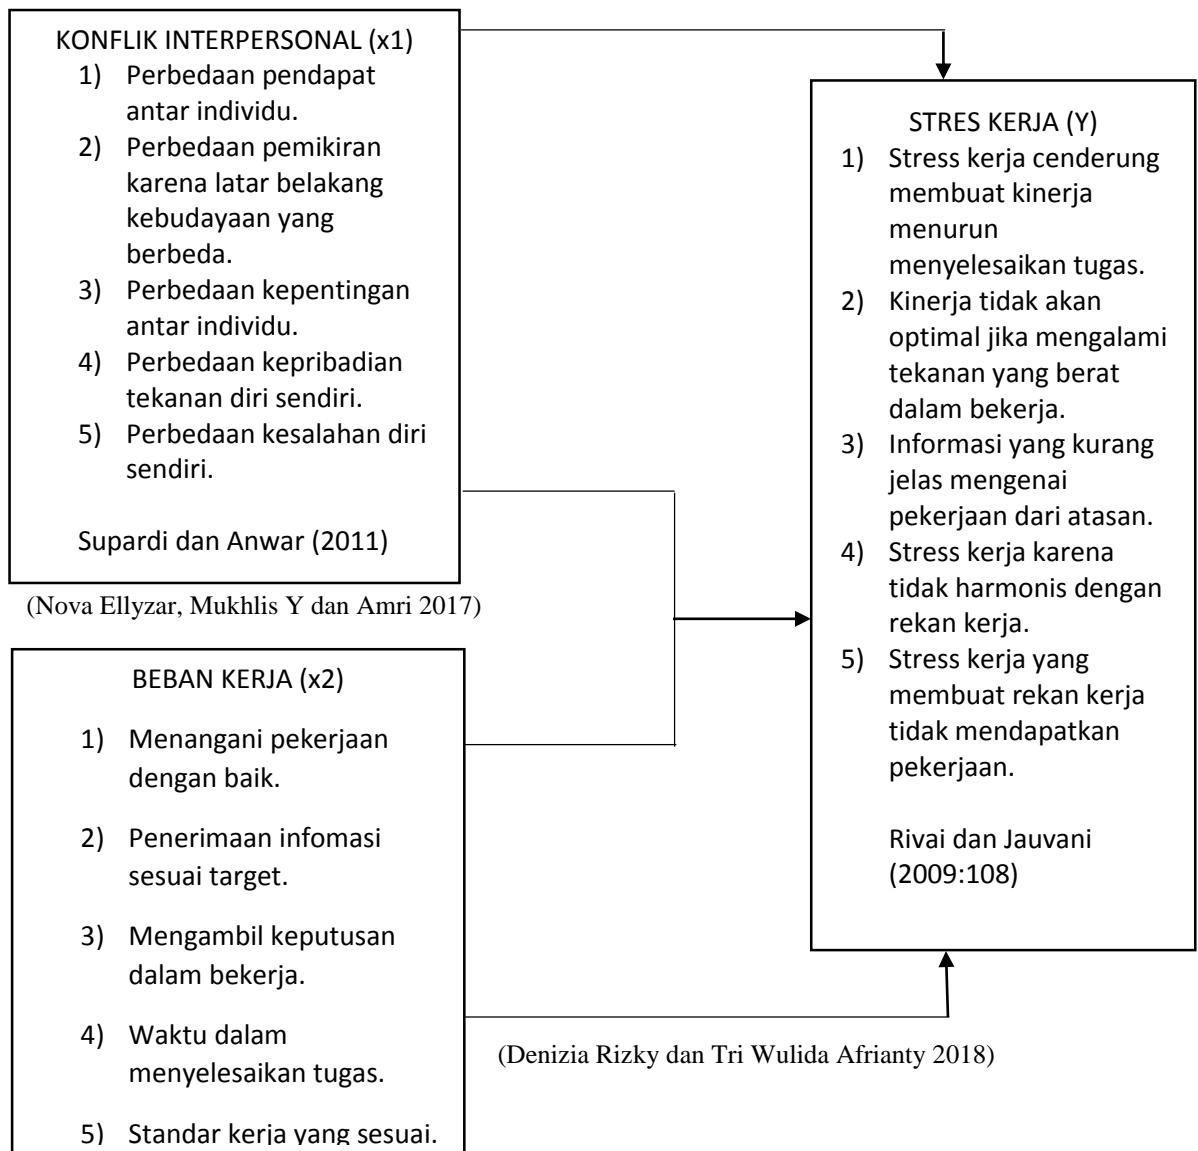 KONFLIK INTERPERSONAL (x1)
1) Perbedaan pendapat
antar individu.
2) Perbedaan pemikiran
karena latar belakang
kebudayaan yang
berbeda.
3) Perbedaan kepentingan
antar individu.
4) Perbedaan kepribadian
tekanan diri sendiri.
5) Perbedaan kesalahan diri
sendiri.
Supardi dan Anwar (2011)
(Nova Ellyzar, Mukhlis Y dan Amri 2017)
BEBAN KERJA (x2)
1) Menangani pekerjaan
dengan baik.
2) Penerimaan infomasi
sesuai target.
3) Mengambil keputusan
dalam bekerja.
4) Waktu dalam
menyelesaikan tugas.
5) Standar kerja yang sesuai.
STRES KERJA (Y)
1) Stress kerja cenderung
membuat kinerja
menurun
menyelesaikan tugas.
2) Kinerja tidak akan
optimal jika mengalami
tekanan yang berat
dalam bekerja.
3) Informasi yang kurang
jelas mengenai
pekerjaan dari atasan.
4) Stress kerja karena
tidak harmonis dengan
rekan kerja.
5) Stress kerja yang
membuat rekan kerja
tidak mendapatkan
pekerjaan.
Rivai dan Jauvani
(2009:108)
(Denizia Rizky dan Tri Wulida Afrianty 2018)